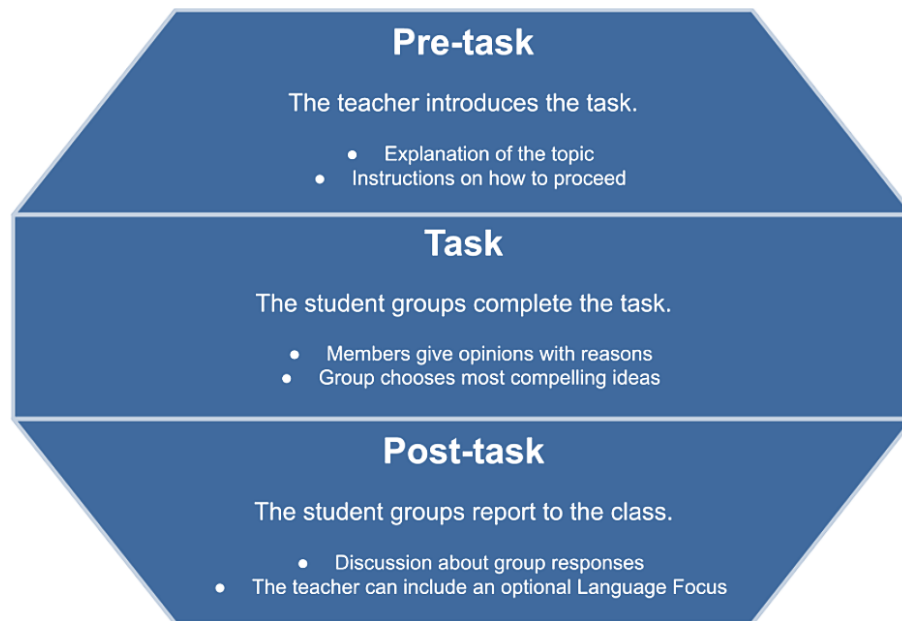 Pre-task
The teacher introduces the task.
● Explanation of the topic
● Instructions on how to proceed
Task
The student groups complete the task.
● Members give opinions with reasons
● Group chooses most compelling ideas
Post-task
The student groups report to the class.
● Discussion about group responses
● The teacher can include an optional Language Focus